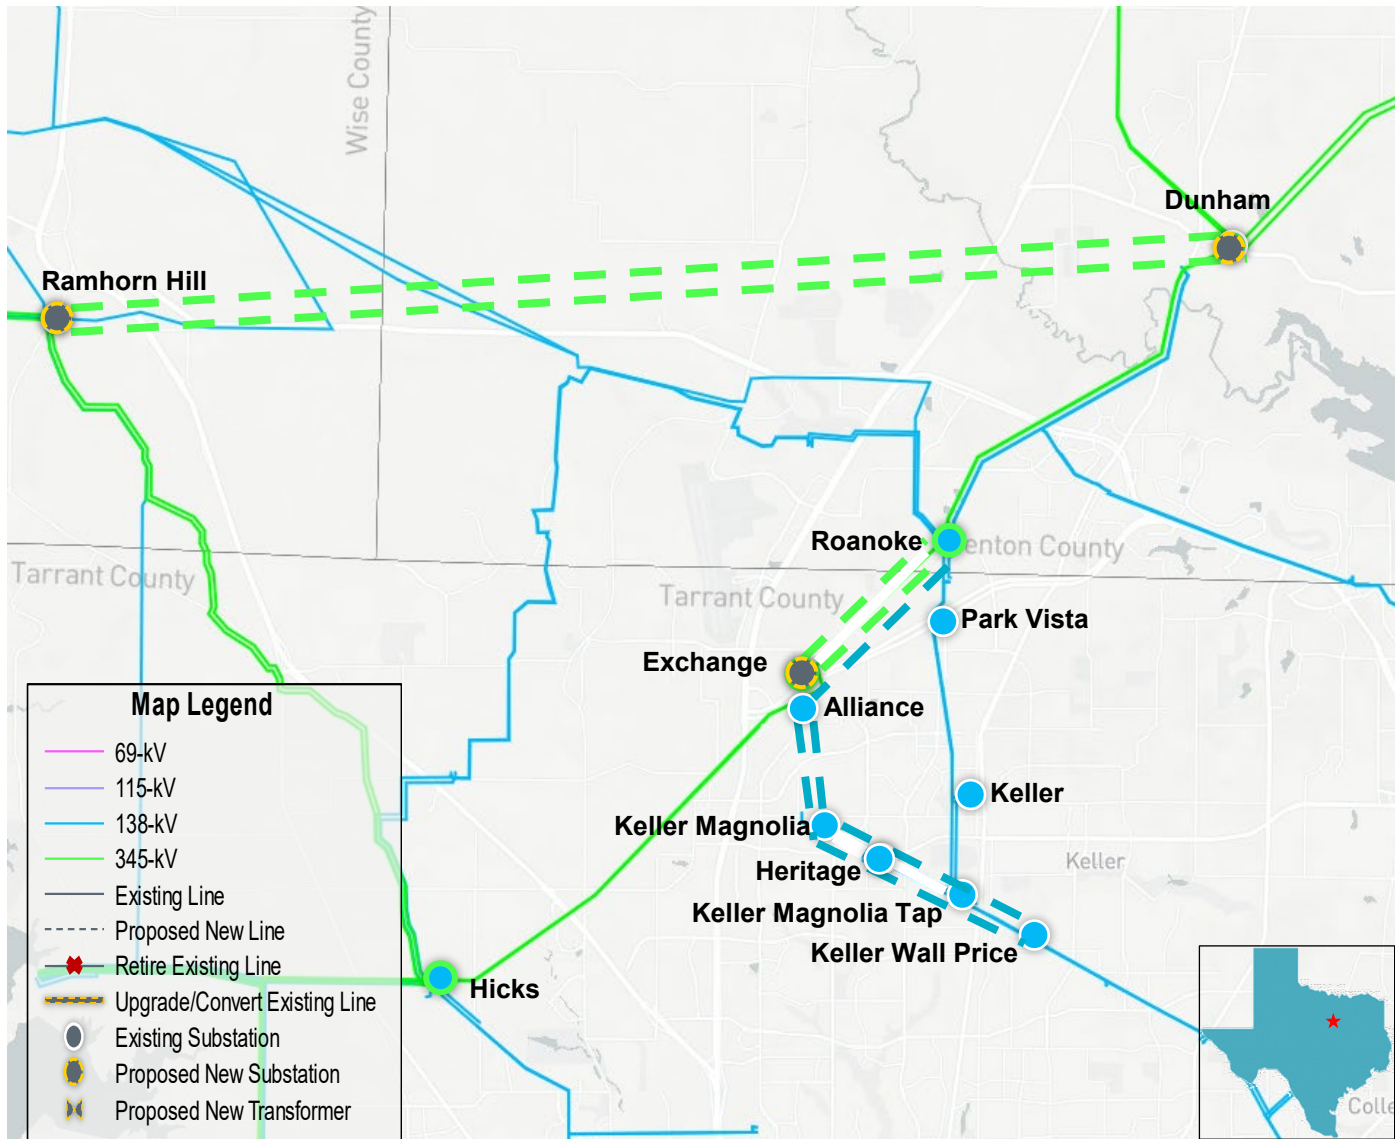 Wise County
Dunham
Ramhorn Hill
Roanoke
enton County
Tarrant County
Tarrant County
Park Vista
Exchange
Alliance
Map Legend
69-kV
115-kV
138-kV
345-kV
Existing Line
Proposed New Line
Retire Existing Line
Upgrade/Convert Existing Line
Existing Substation
Proposed New Substation
Proposed New Transformer
Keller
Keller Magnolia
Keller
Heritage
Keller Magnolia Tap
Keller Wall Price
Hicks
Colle